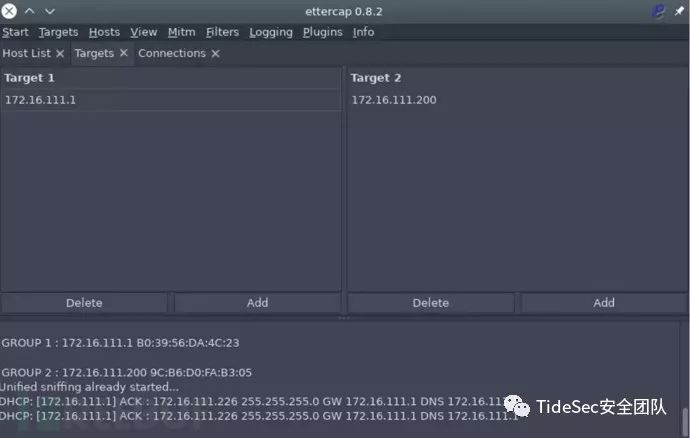 ettercap 0.8.2
Start Targets Hosts View Mitm Filters Logging Plugins Info
Host List Targets Connections
Target 1 Target 2
172.16.111.1 172.16.111.200
Delete Add Delete Add
GROUP 1 : 172.16.111.1 B0:39:56:DA:4C:23
GROUP 2 : 172.16.111.200 9C:B6:D0:FA:B3:05
Unified sniffing already started...
DHCP: [172.16.111.1] ACK : 172.16.111.226 255.255.255.0 GW 172.16.111.1 DNS
DHCP: [172.16.111.1] ACK : 172.16.111.226 255.255.255.0 GW 172.16.111.1 DNS 172.16.111.1
TideSec安全团队